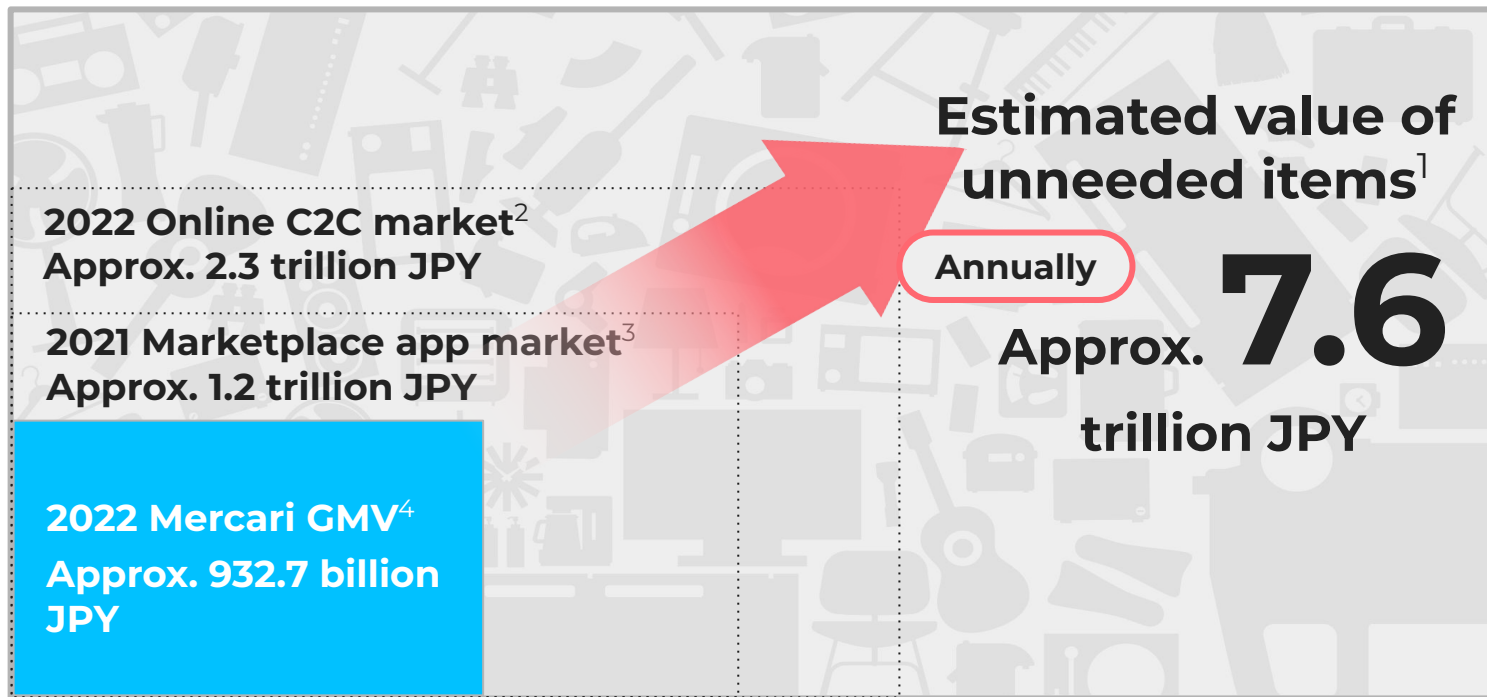 Estimated value of
unneeded items1
Annually
Approx. 7.6
trillion JPY
2022 Online C2C market2
Approx. 2.3 trillion JPY
2021 Marketplace app market3
Approx. 1.2 trillion JPY
2022 Mercari GMV4
Approx. 932.7 billion
JPY